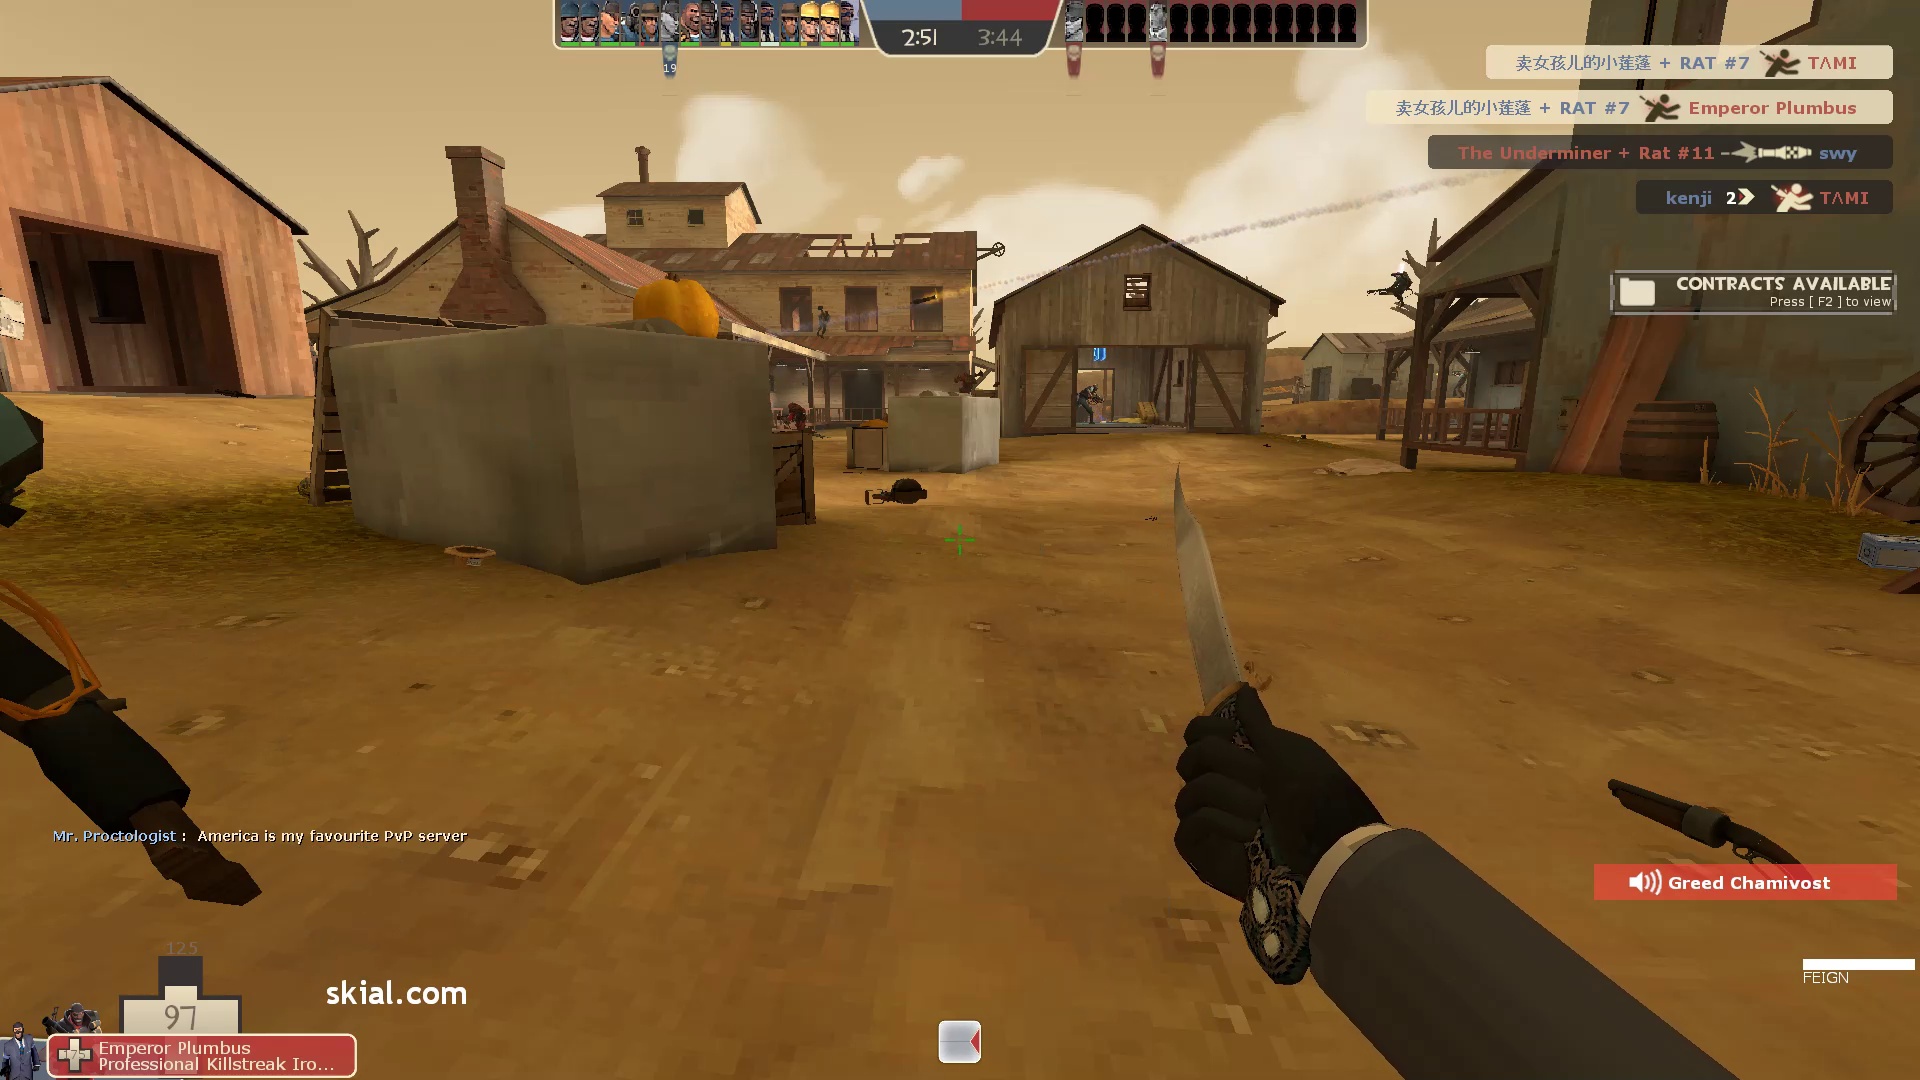 2:51 3:44
19
卖女孩儿的小莲蓬 + RAT #7 TΛMI
卖女孩儿的小莲蓬 + RAT #7 Emperor Plumbus
The Underminer + Rat #11 swy
kenji 2 TΛMI
CONTRACTS AVAILABLE
Press [ F2 ] to view
Mr. Proctologist : America is my favourite PvP server
Greed Chamivost
125
97
skial.com
FEIGN
175
Emperor Plumbus
Professional Killstreak Iro...